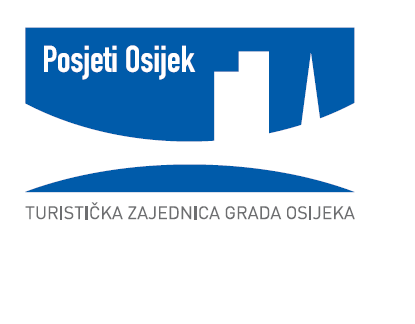 Posjeti Osijek
TURISTIČKA ZAJEDNICA GRADA OSIJEKA